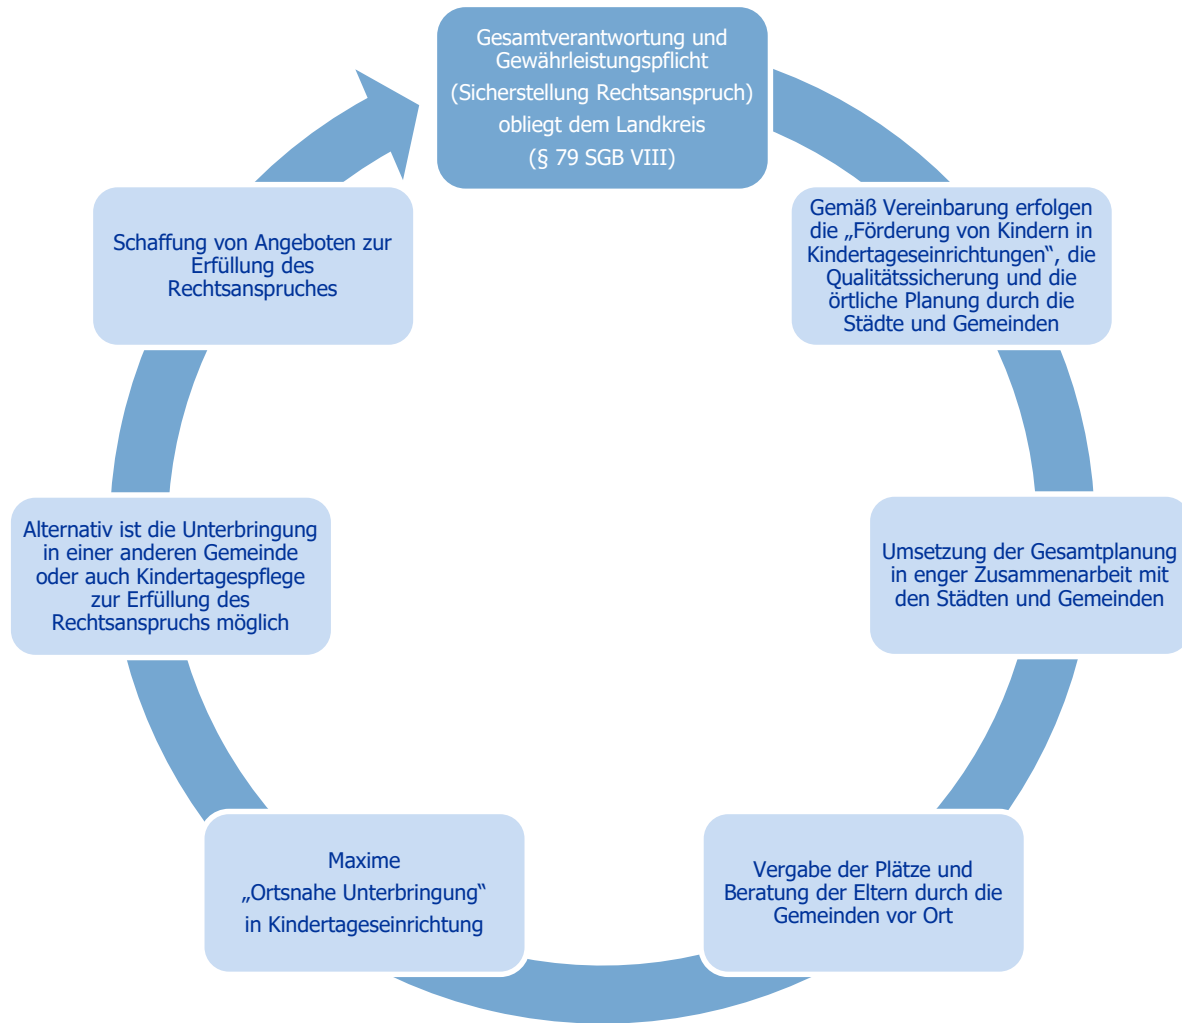 Gesamtverantwortung und
Gewährleistungspflicht
(Sicherstellung Rechtsanspruch)
obliegt dem Landkreis
(§ 79 SGB VIII)
Gemäß Vereinbarung erfolgen
die „Förderung von Kindern in
Kindertageseinrichtungen“, die
Qualitätssicherung und die
örtliche Planung durch die
Städte und Gemeinden
Umsetzung der Gesamtplanung
in enger Zusammenarbeit mit
den Städten und Gemeinden
Vergabe der Plätze und
Beratung der Eltern durch die
Gemeinden vor Ort
Maxime
„Ortsnahe Unterbringung“
in Kindertageseinrichtung
Alternativ ist die Unterbringung
in einer anderen Gemeinde
oder auch Kindertagespflege
zur Erfüllung des
Rechtsanspruchs möglich
Schaffung von Angeboten zur
Erfüllung des
Rechtsanspruches